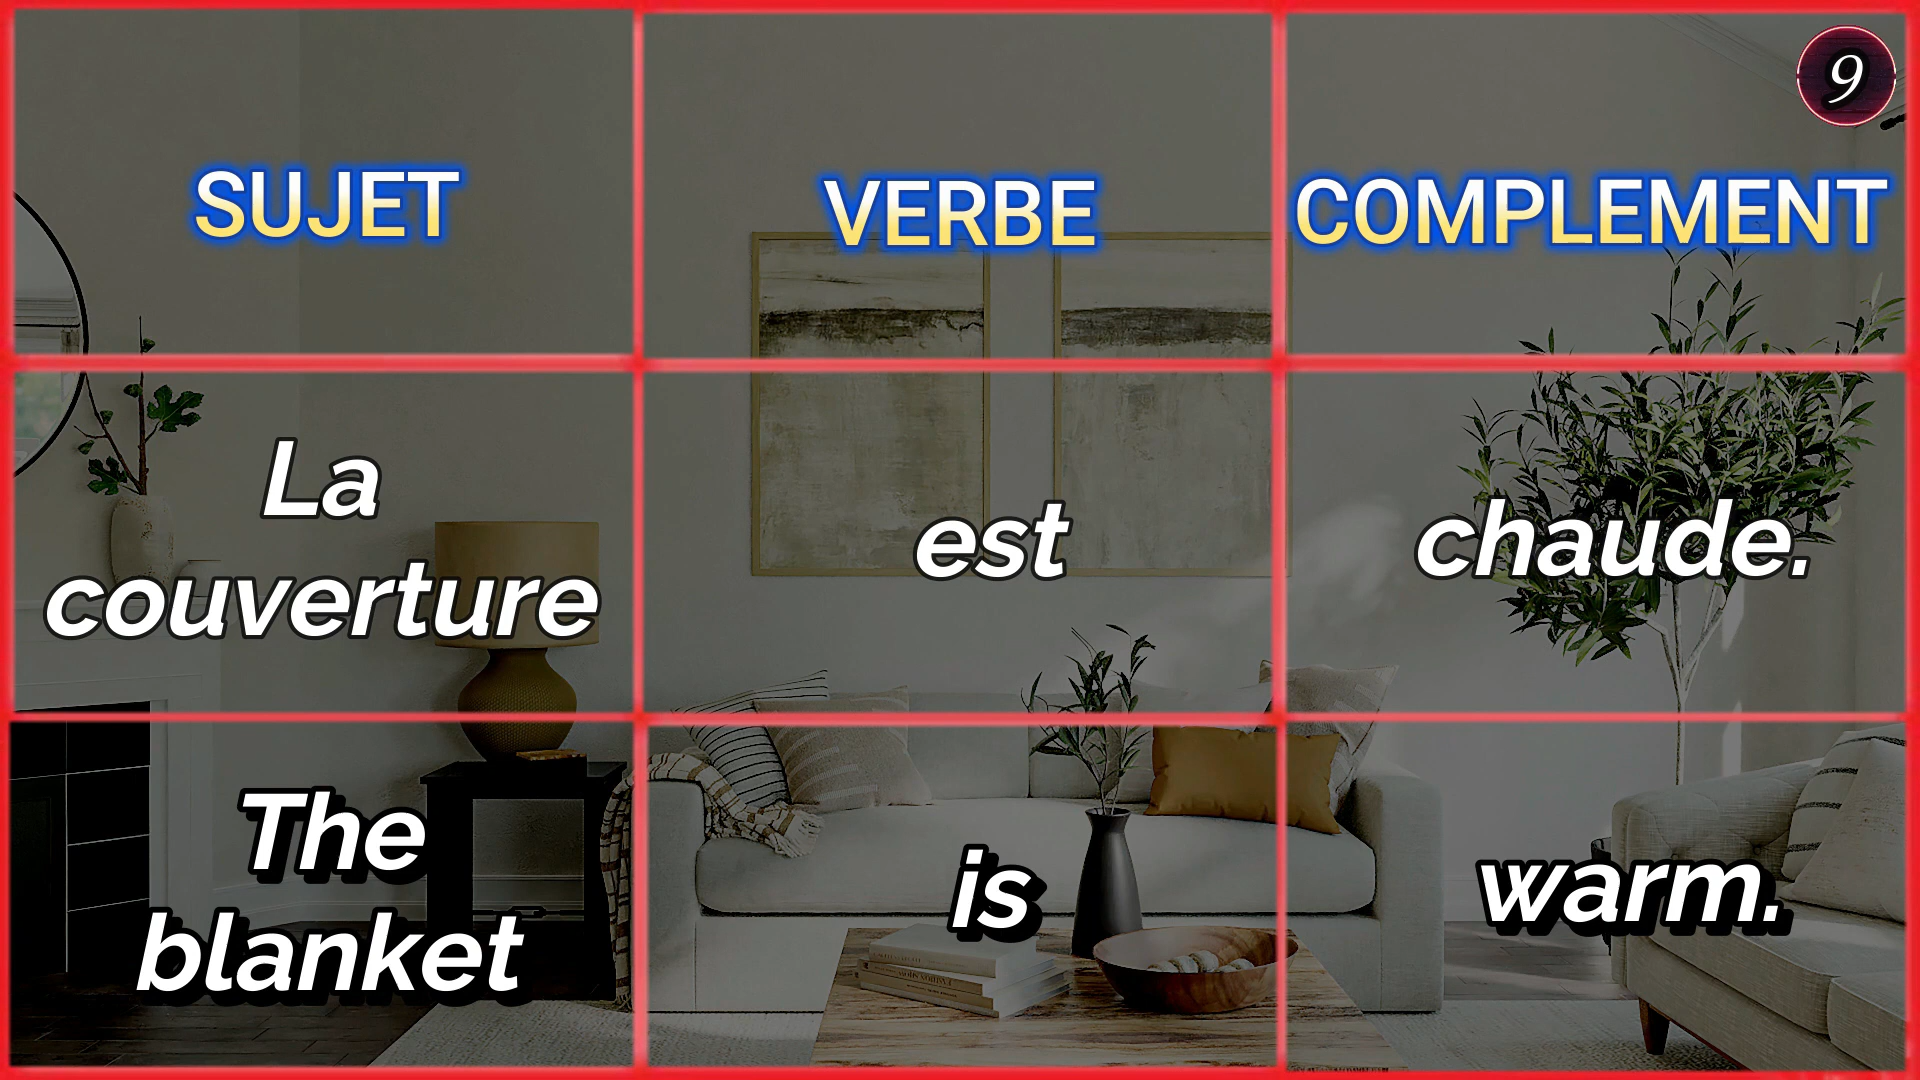 9
SUJET
VERBE
COMPLEMENT
La
couverture
est
chaude.
The
blanket
is
warm.